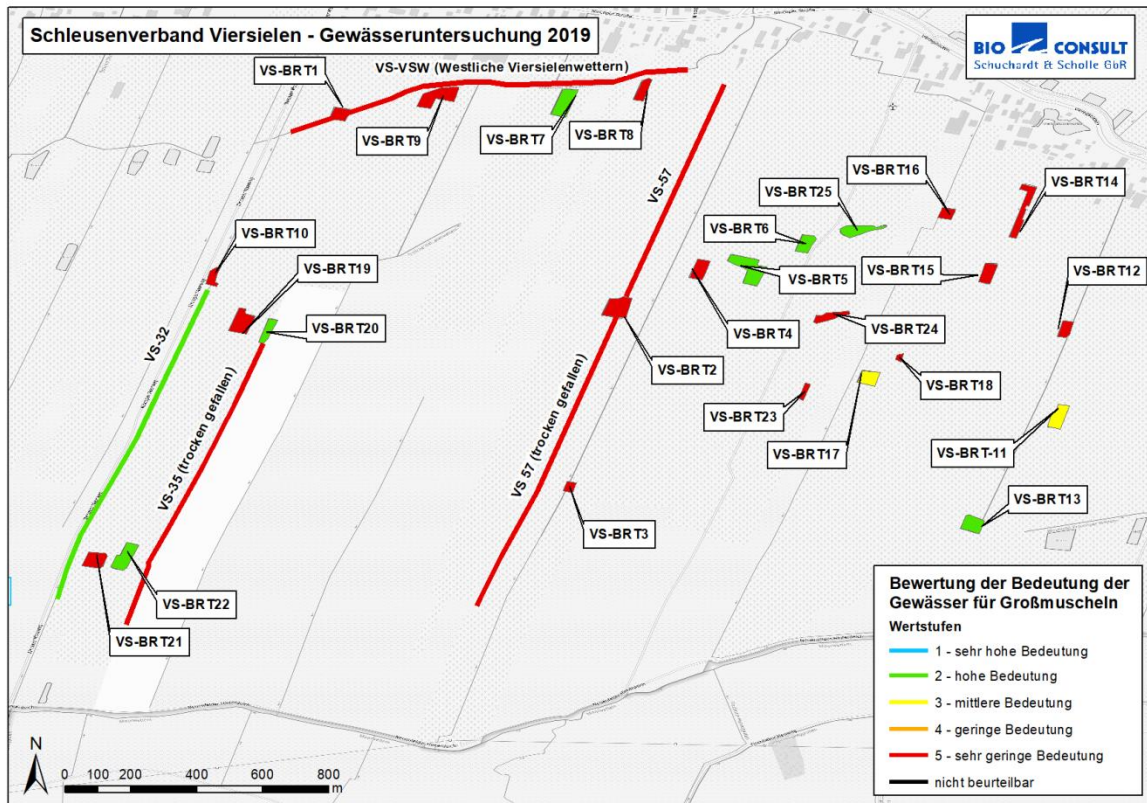 Schleusenverband Viersielen - Gewässeruntersuchung 2019
BIO CONSULT
Schuchardt & Scholle GbR
VS-VSW (Westliche Viersielenwettern)
VS-BRT1
VS-BRT9
VS-BRT7
VS-BRT8
VS-57
VS-BRT16
VS-BRT14
VS-BRT25
VS-BRT6
VS-BRT10
VS-BRT19
VS-BRT5
VS-BRT15
VS-BRT12
VS-BRT20
VS-32
VS-BRT4
VS-BRT24
VS-BRT2
VS-BRT18
VS-35 (trocken gefallen)
VS 57 (trocken gefallen)
VS-BRT23
VS-BRT17
VS-BRT-11
VS-BRT13
VS-BRT3
VS-BRT22
VS-BRT21
Bewertung der Bedeutung der
Gewässer für Großmuscheln
Wertstufen
1 - sehr hohe Bedeutung
2 - hohe Bedeutung
3 - mittlere Bedeutung
4 - geringe Bedeutung
5 - sehr geringe Bedeutung
nicht beurteilbar
N
0 100 200 400 600 800
m